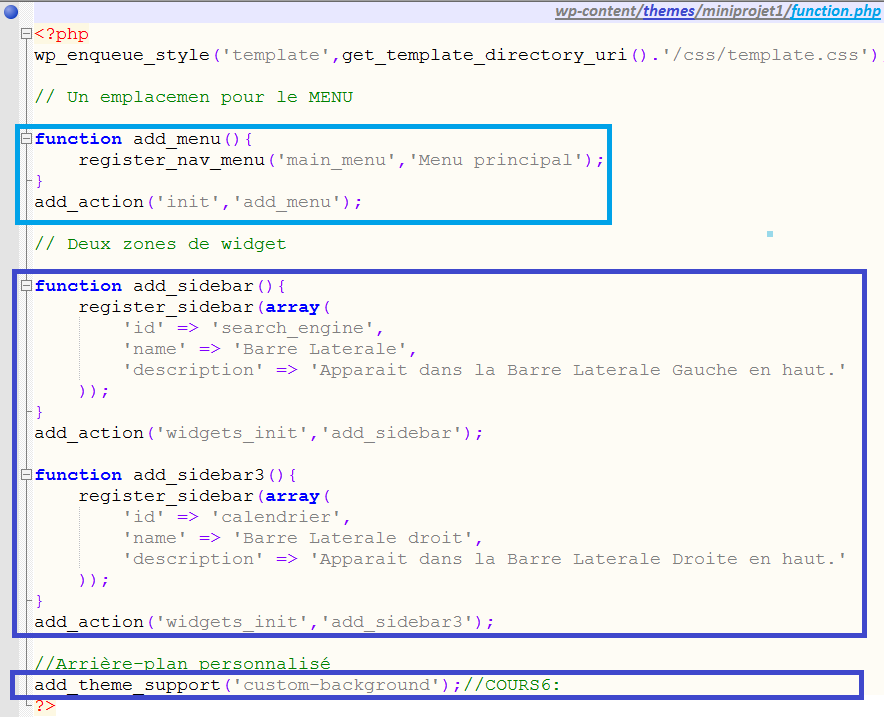 wp-content/themes/miniprojet1/function.php
<?php
wp_enqueue_style('template',get_template_directory_uri().'/css/template.css')
// Un emplacemen pour le MENU
function add_menu(){
register_nav_menu('main_menu','Menu principal');
}
add_action('init','add_menu');
// Deux zones de widget
function add_sidebar(){
register_sidebar(array(
'id' => 'search_engine',
'name' => 'Barre Laterale',
'description' => 'Apparait dans la Barre Laterale Gauche en haut.'
));
}
add_action('widgets_init','add_sidebar');
function add_sidebar3(){
register_sidebar(array(
'id' => 'calendrier',
'name' => 'Barre Laterale droit',
'description' => 'Apparait dans la Barre Laterale Droite en haut.'
));
}
add_action('widgets_init','add_sidebar3');
//Arrière-plan personnalisé
add_theme_support('custom-background');//COURS6:
?>